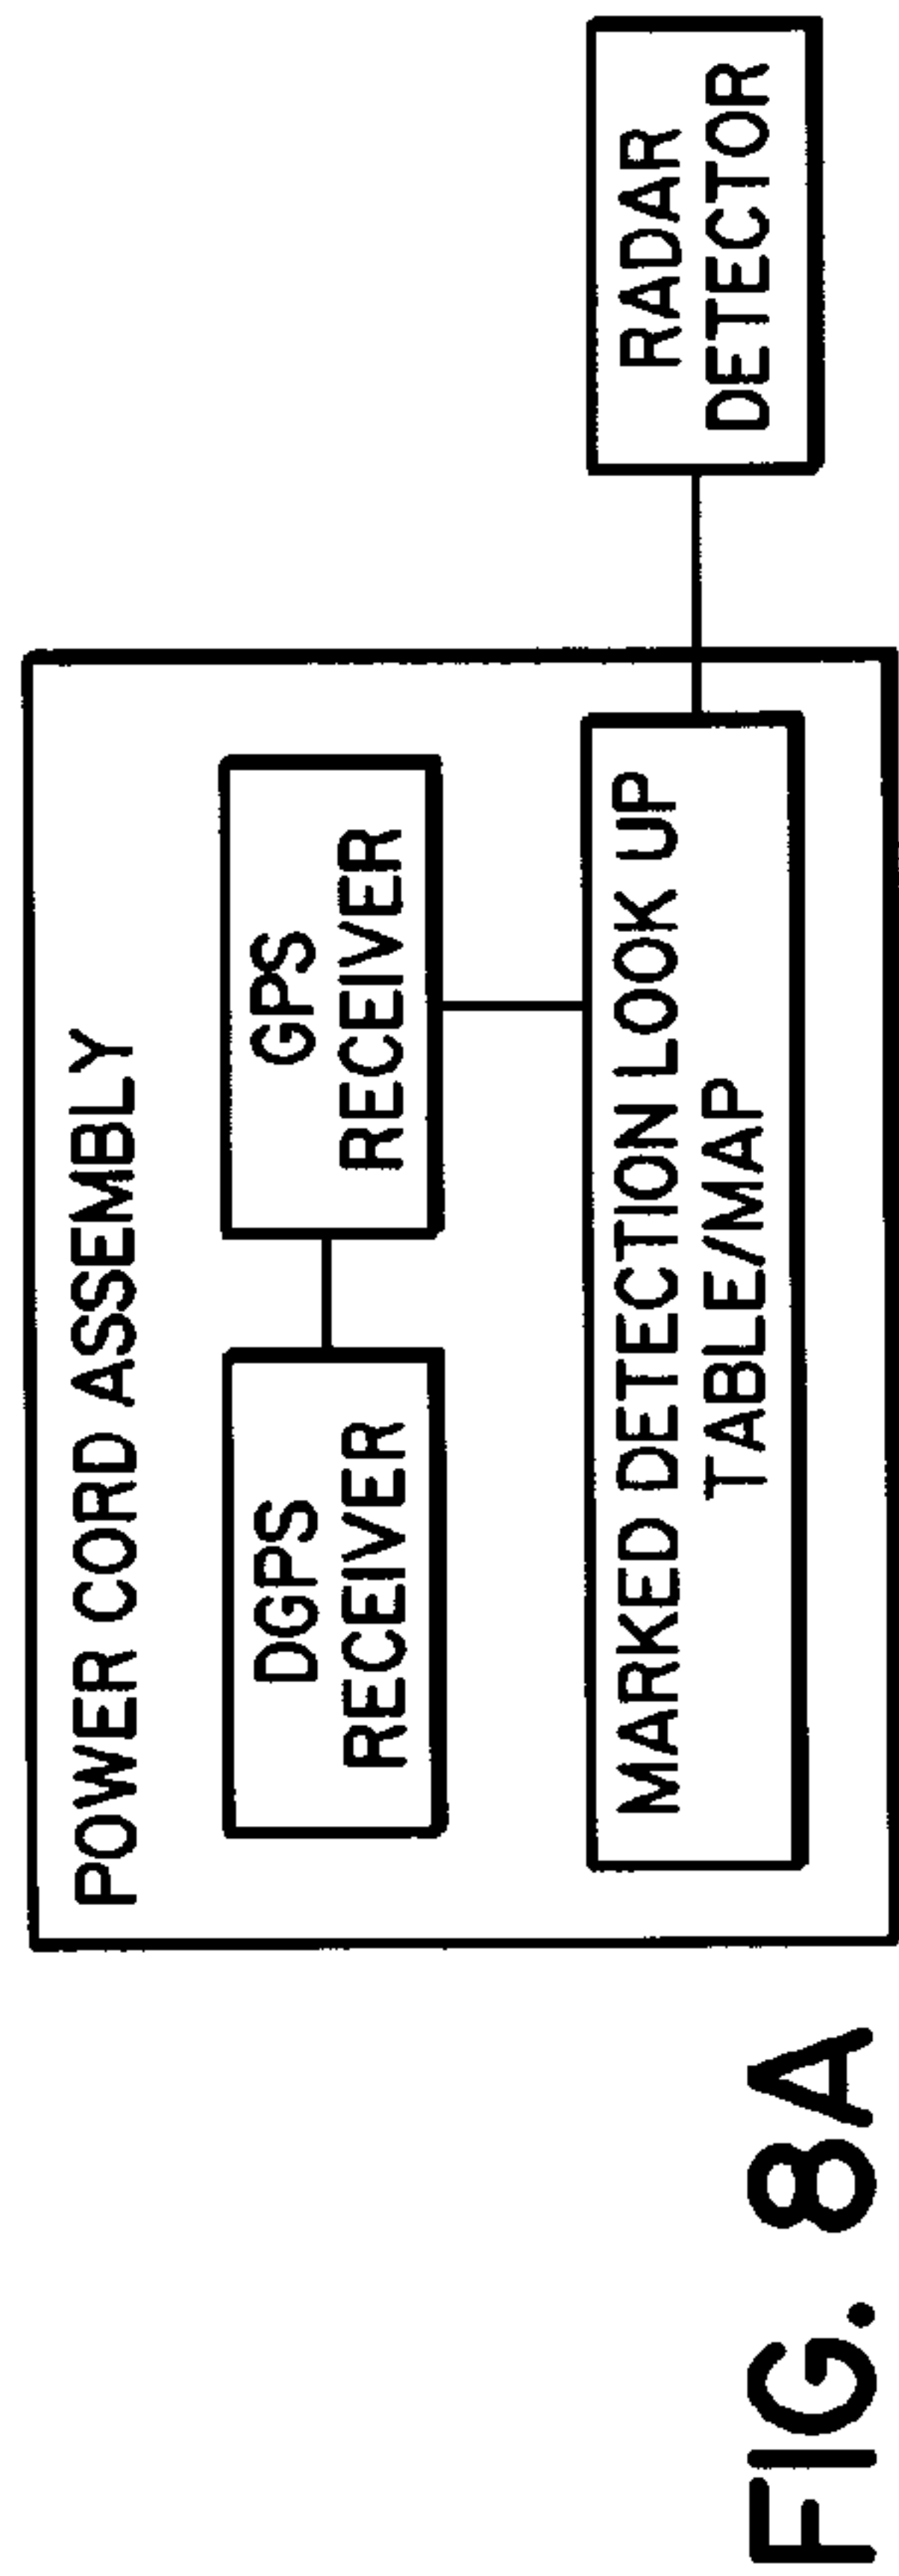 POWER CORD ASSEMBLY
DGPS
RECEIVER
GPS
RECEIVER
MARKED DETECTION LOOK UP
TABLE/MAP
RADAR
DETECTOR
FIG. 8A